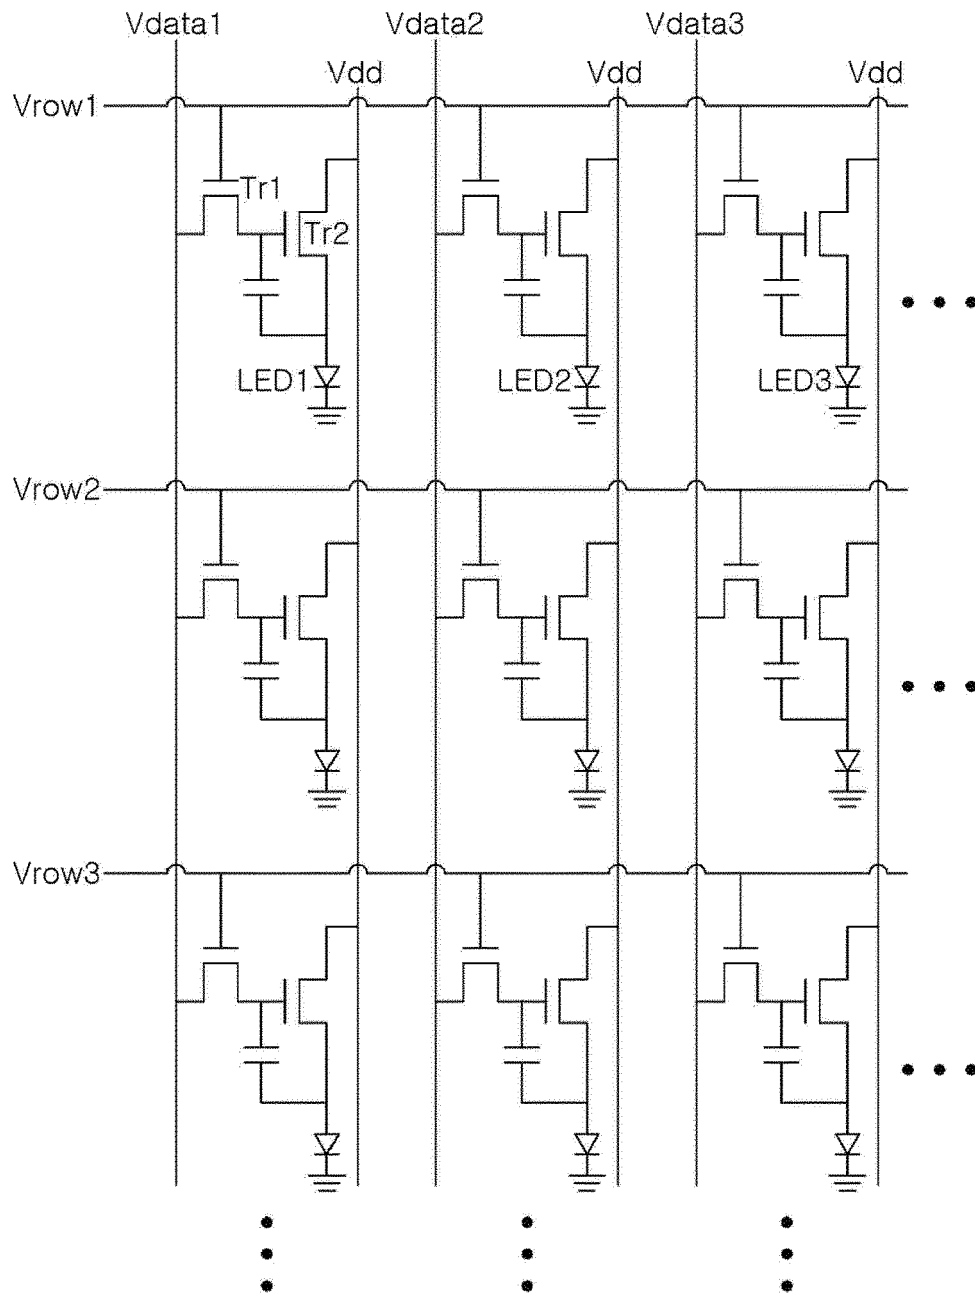 Vdata1 Vdata2 Vdata3
Vdd Vdd Vdd
Vrow1
Tr1
Tr2
LED1 LED2 LED3
Vrow2
Vrow3